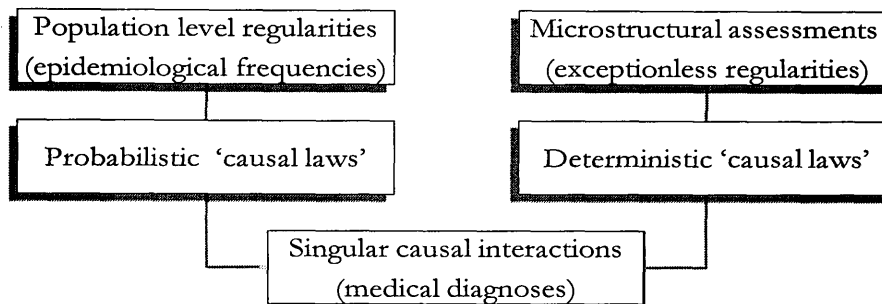 Population level regularities
(epidemiological frequencies)
Microstructural assessments
(exceptionless regularities)
Probabilistic ‘causal laws’
Deterministic ‘causal laws’
Singular causal interactions
(medical diagnoses)